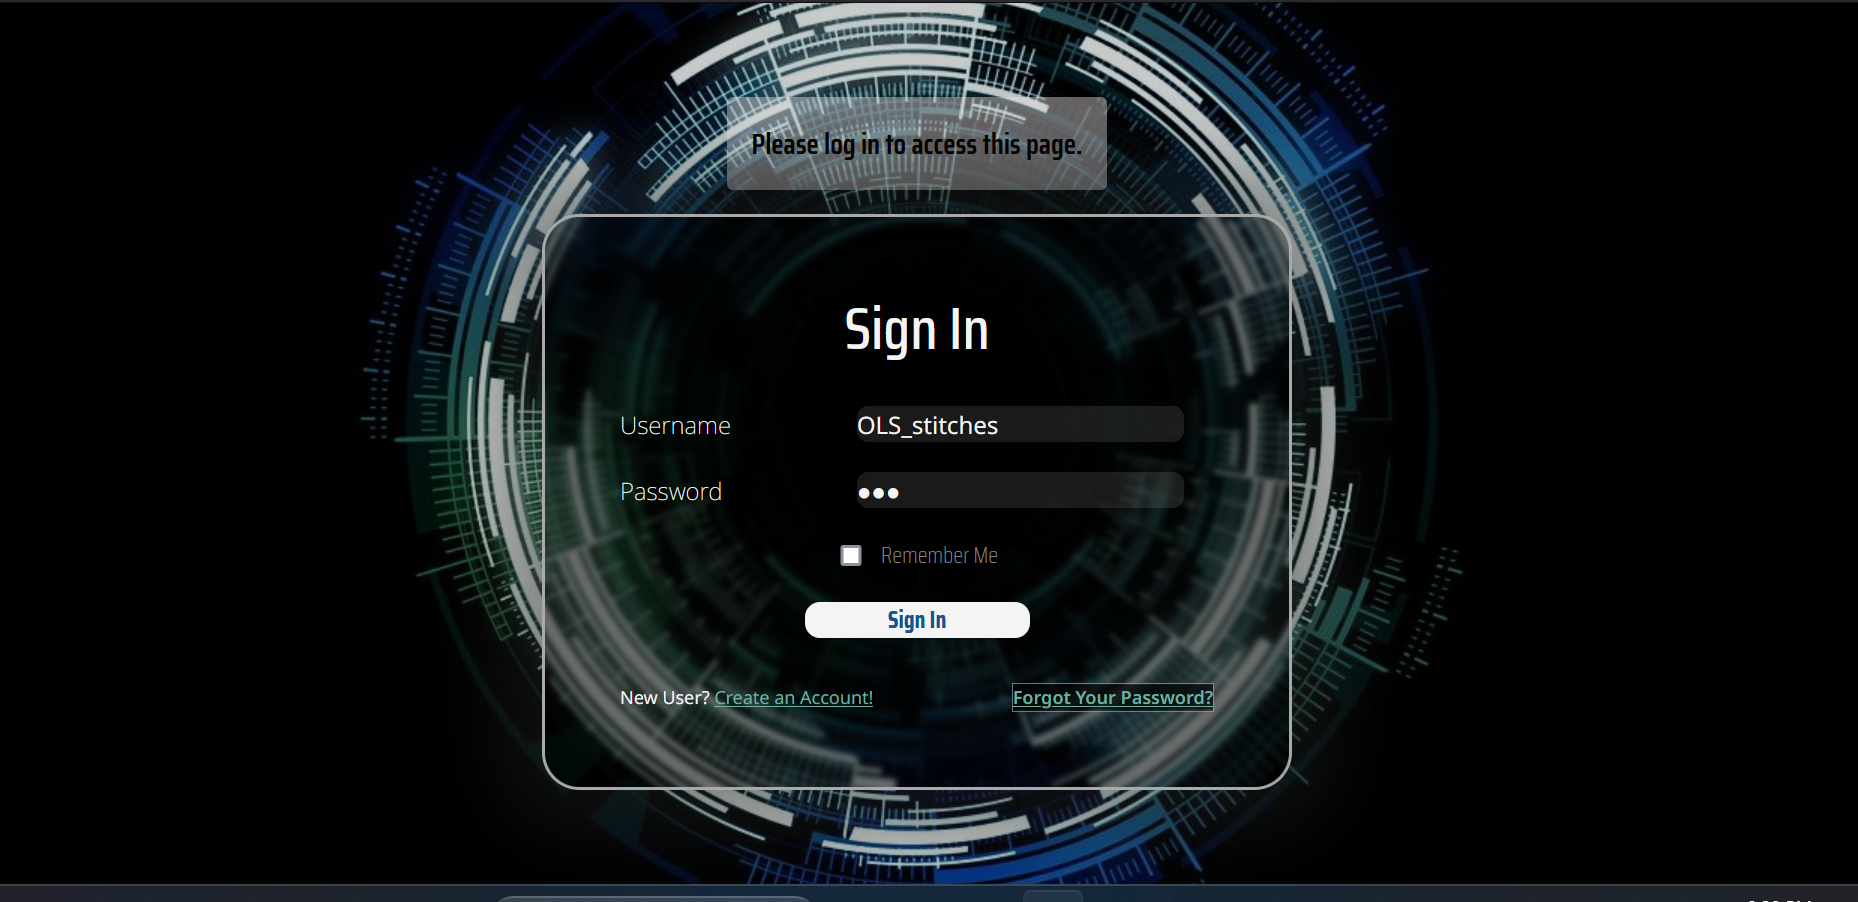 Please log in to access this page.
Sign In
Username OLS_stitches
Password •••
Remember Me
Sign In
New User? Create an Account! Forgot Your Password?